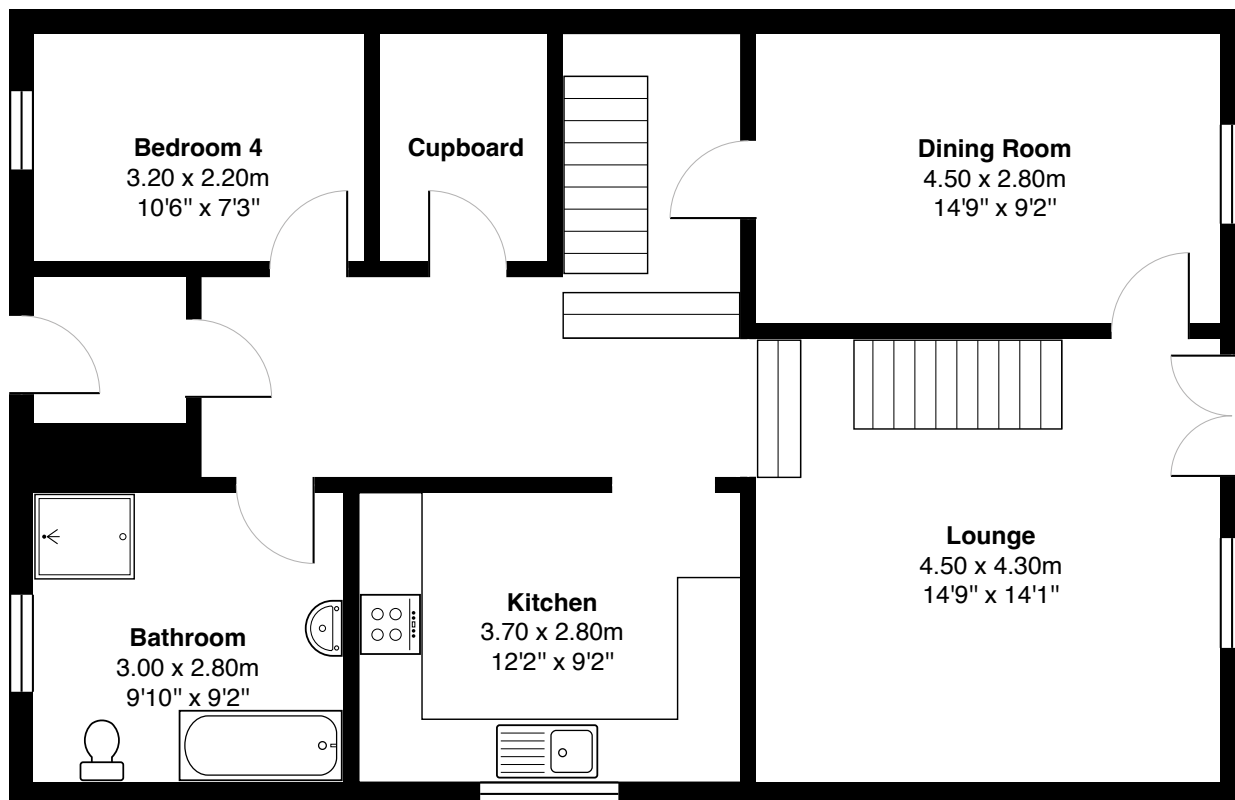 Bedroom 4
3.20 x 2.20m
10'6" x 7'3"
Cupboard
Dining Room
4.50 x 2.80m
14'9" x 9'2"
Lounge
4.50 x 4.30m
14'9" x 14'1"
Kitchen
3.70 x 2.80m
12'2" x 9'2"
Bathroom
3.00 x 2.80m
9'10" x 9'2"